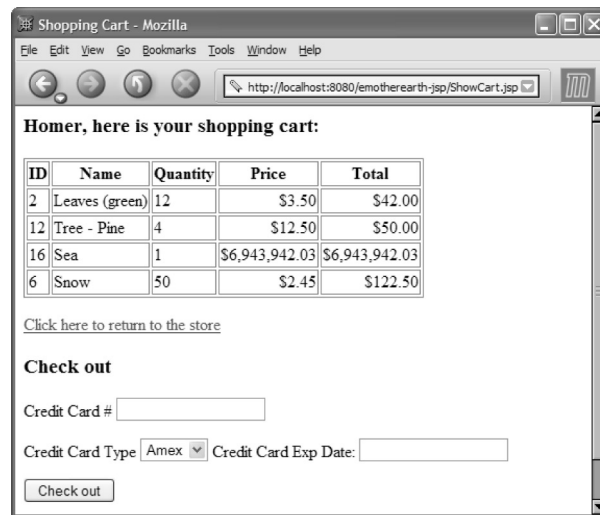 Shopping Cart - Mozilla
File Edit View Go Bookmarks Tools Window Help
http://localhost:8080/emotherearth-jsp/ShowCart.jsp
Homer, here is your shopping cart:
ID Name Quantity Price Total
2 Leaves (green) 12 $3.50 $42.00
12 Tree - Pine 4 $12.50 $50.00
16 Sea 1 $6,943,942.03 $6,943,942.03
6 Snow 50 $2.45 $122.50
Click here to return to the store
Check out
Credit Card #
Credit Card Type Amex Credit Card Exp Date:
Check out